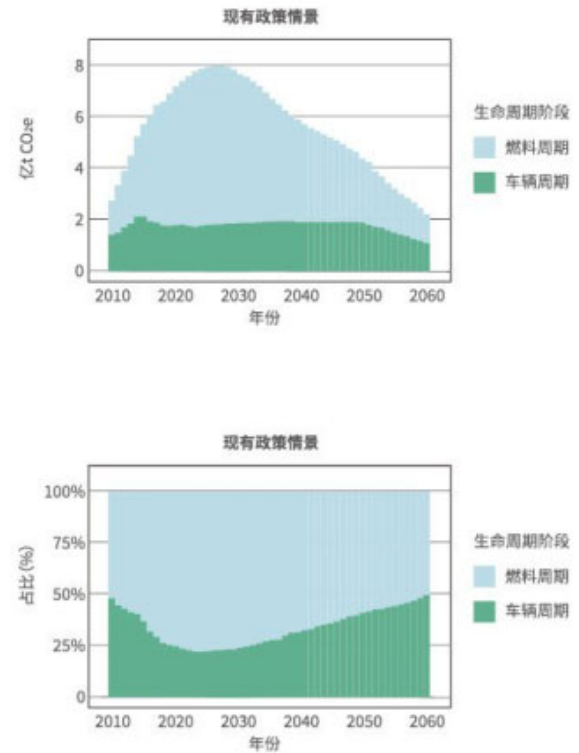 现有政策情景
8
6
4
2
0
亿t CO₂e
2010 2020 2030 2040 2050 2060
年份
生命周期阶段
燃料周期
车辆周期
现有政策情景
100%
75%
50%
25%
0
占比(%)
2010 2020 2030 2040 2050 2060
年份
生命周期阶段
燃料周期
车辆周期